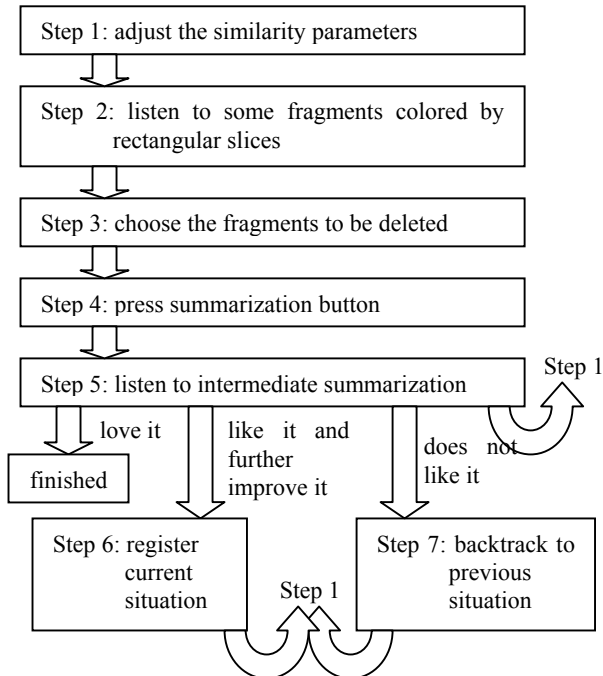 Step 1: adjust the similarity parameters
Step 2: listen to some fragments colored by
rectangular slices
Step 3: choose the fragments to be deleted
Step 4: press summarization button
Step 5: listen to intermediate summarization
Step 1
love it
like it and
further
improve it
does not
like it
finished
Step 6: register
current
situation
Step 7: backtrack to
previous
situation
Step 1